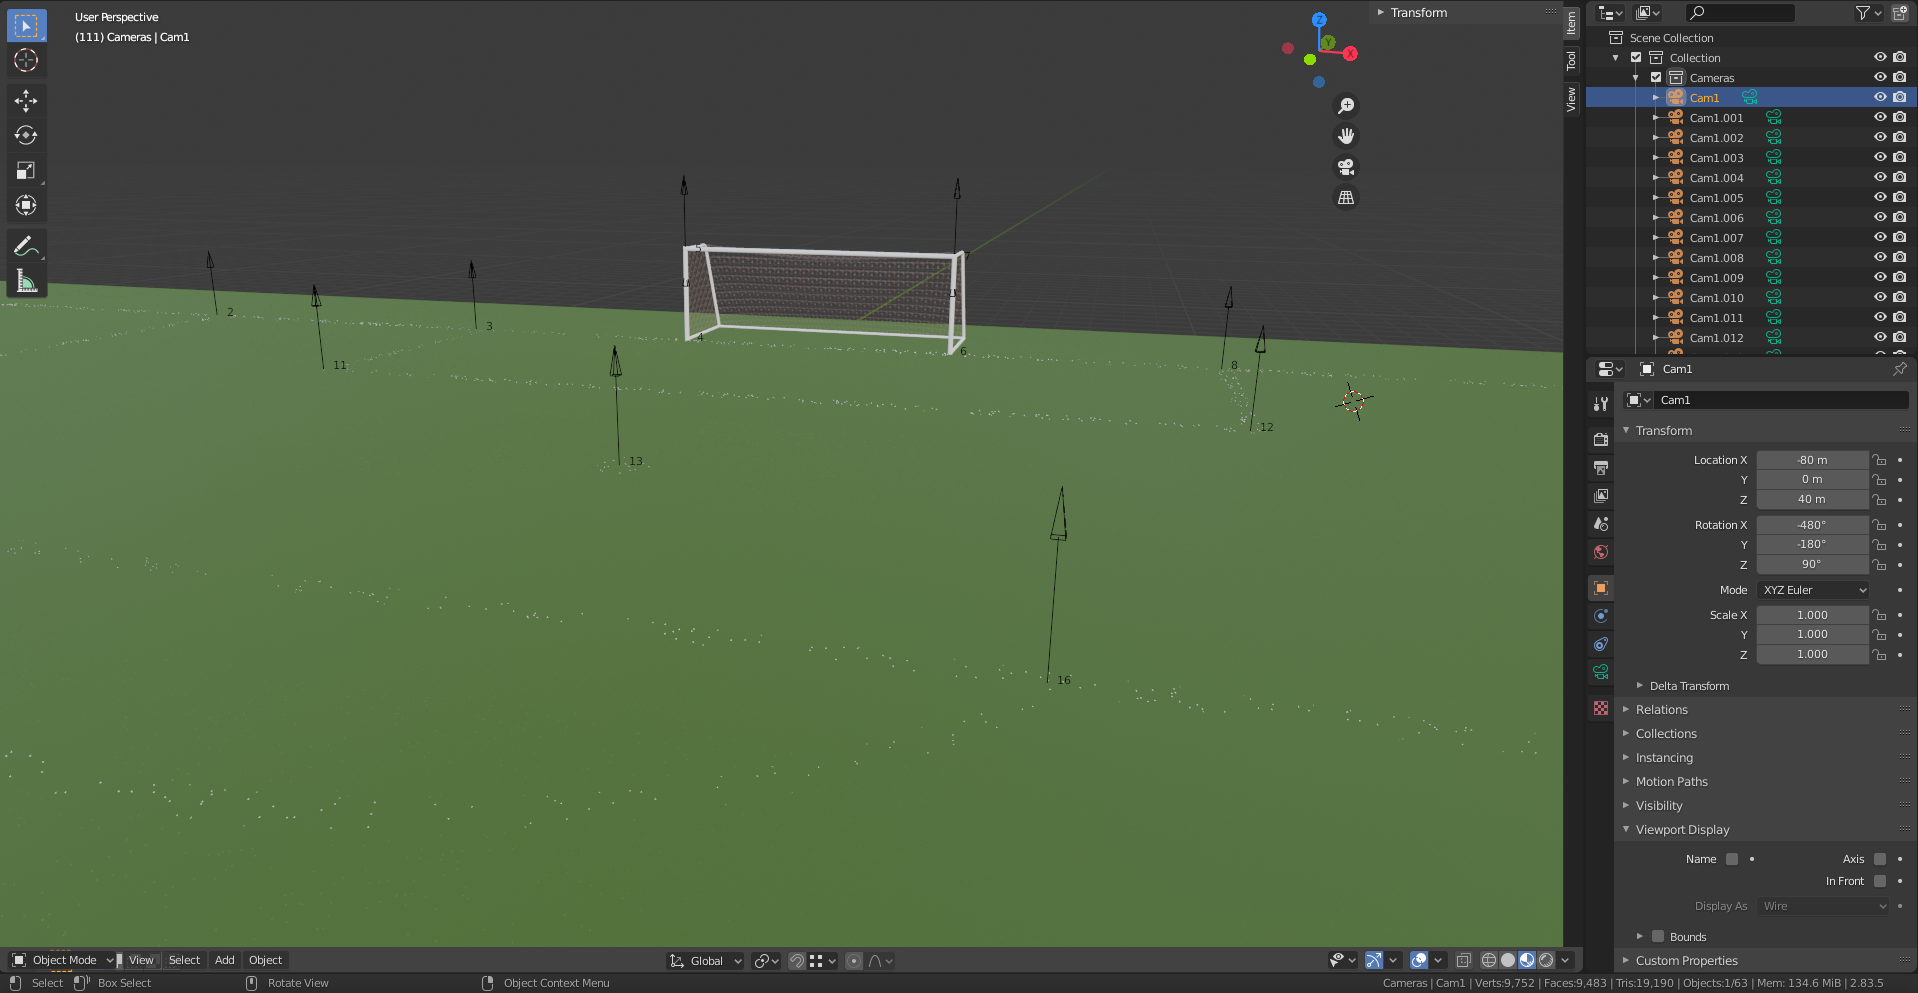 User Perspective
(111) Cameras | Cam1
Transform
Item
Tool
View
Z
Y
X
2
3
11
4
5
6
7
8
12
13
16
Object Mode
View
Select
Add
Object
Global
Scene Collection
Collection
Cameras
Cam1
Cam1.001
Cam1.002
Cam1.003
Cam1.004
Cam1.005
Cam1.006
Cam1.007
Cam1.008
Cam1.009
Cam1.010
Cam1.011
Cam1.012
Cam1
Cam1
Transform
Location X -80 m
Y 0 m
Z 40 m
Rotation X -480°
Y -180°
Z 90°
Mode XYZ Euler
Scale X 1.000
Y 1.000
Z 1.000
Delta Transform
Relations
Collections
Instancing
Motion Paths
Visibility
Viewport Display
Name Axis
In Front
Display As Wire
Bounds
Custom Properties
Select Box Select Rotate View Object Context Menu
Cameras | Cam1 | Verts:9,752 | Faces:9,483 | Tris:19,190 | Objects:1/63 | Mem: 134.6 MiB | 2.83.5